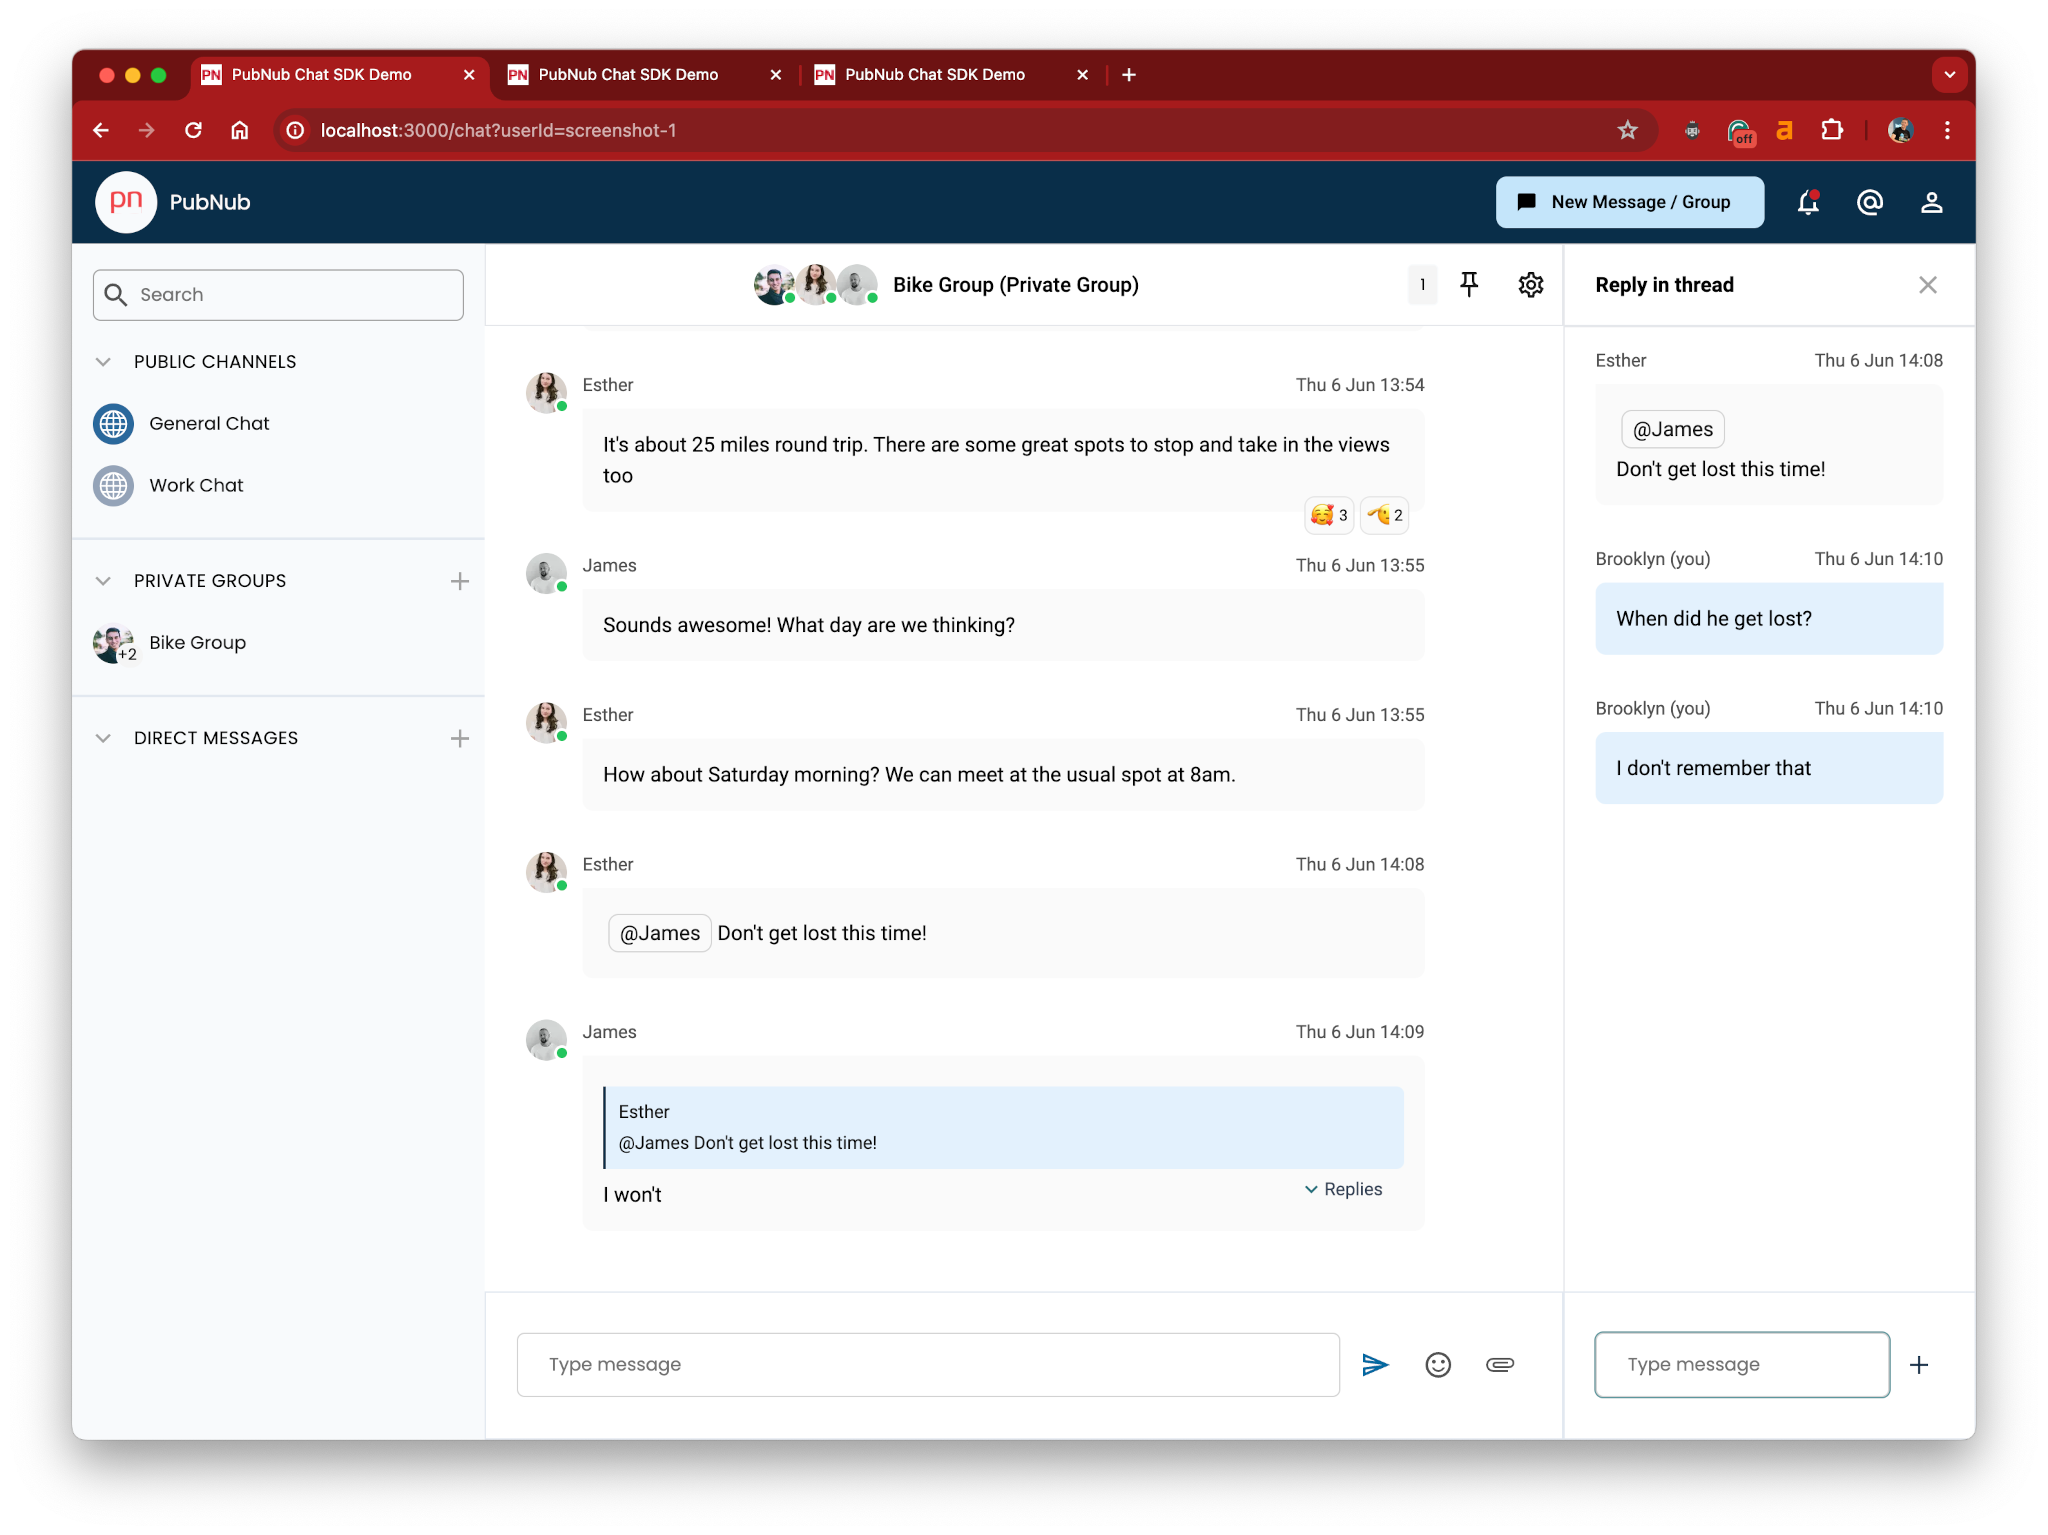 PN PubNub Chat SDK Demo
PN PubNub Chat SDK Demo
PN PubNub Chat SDK Demo
localhost:3000/chat?userId=screenshot-1
off
a
pn PubNub
New Message / Group
Search
PUBLIC CHANNELS
General Chat
Work Chat
PRIVATE GROUPS
+2
Bike Group
DIRECT MESSAGES
Bike Group (Private Group)
1
Esther Thu 6 Jun 13:54
It's about 25 miles round trip. There are some great spots to stop and take in the views
too
3 2
James Thu 6 Jun 13:55
Sounds awesome! What day are we thinking?
Esther Thu 6 Jun 13:55
How about Saturday morning? We can meet at the usual spot at 8am.
Esther Thu 6 Jun 14:08
@James Don't get lost this time!
James Thu 6 Jun 14:09
Esther
@James Don't get lost this time!
I won't
Replies
Type message
Reply in thread
Esther Thu 6 Jun 14:08
@James
Don't get lost this time!
Brooklyn (you) Thu 6 Jun 14:10
When did he get lost?
Brooklyn (you) Thu 6 Jun 14:10
I don't remember that
Type message